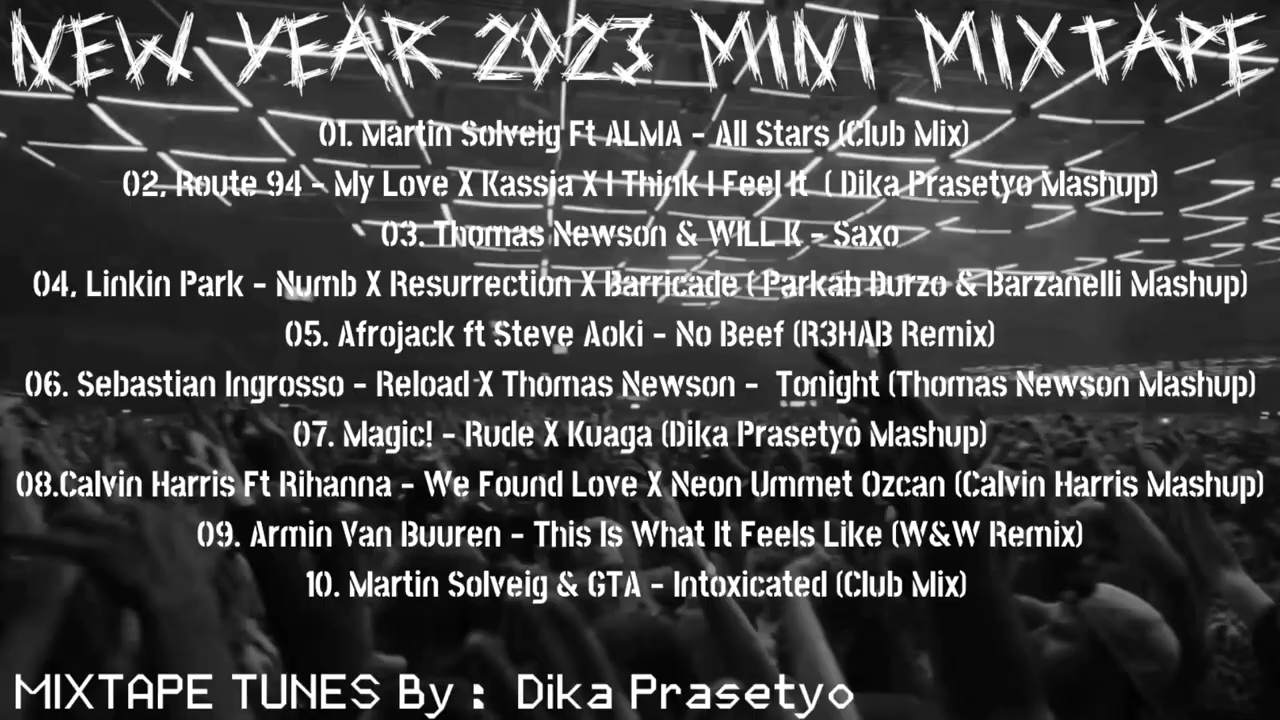 NEW YEAR 2023 MINI MIXTAPE
01. Martin Solveig Ft ALMA - All Stars (Club Mix)
02. Route 94 - My Love X Kassja X I Think I Feel It ( Dika Prasetyo Mashup)
03. Thomas Newson & WILL K - Saxo
04. Linkin Park - Numb X Resurrection X Barricade ( Parkah Durzo & Barzanelli Mashup)
05. Afrojack ft Steve Aoki - No Beef (R3HAB Remix)
06. Sebastian Ingrosso - Reload X Thomas Newson - Tonight (Thomas Newson Mashup)
07. Magic! - Rude X Kuaga (Dika Prasetyo Mashup)
08.Calvin Harris Ft Rihanna - We Found Love X Neon Ummet Ozcan (Calvin Harris Mashup)
09. Armin Van Buuren - This Is What It Feels Like (W&W Remix)
10. Martin Solveig & GTA - Intoxicated (Club Mix)
MIXTAPE TUNES By : Dika Prasetyo